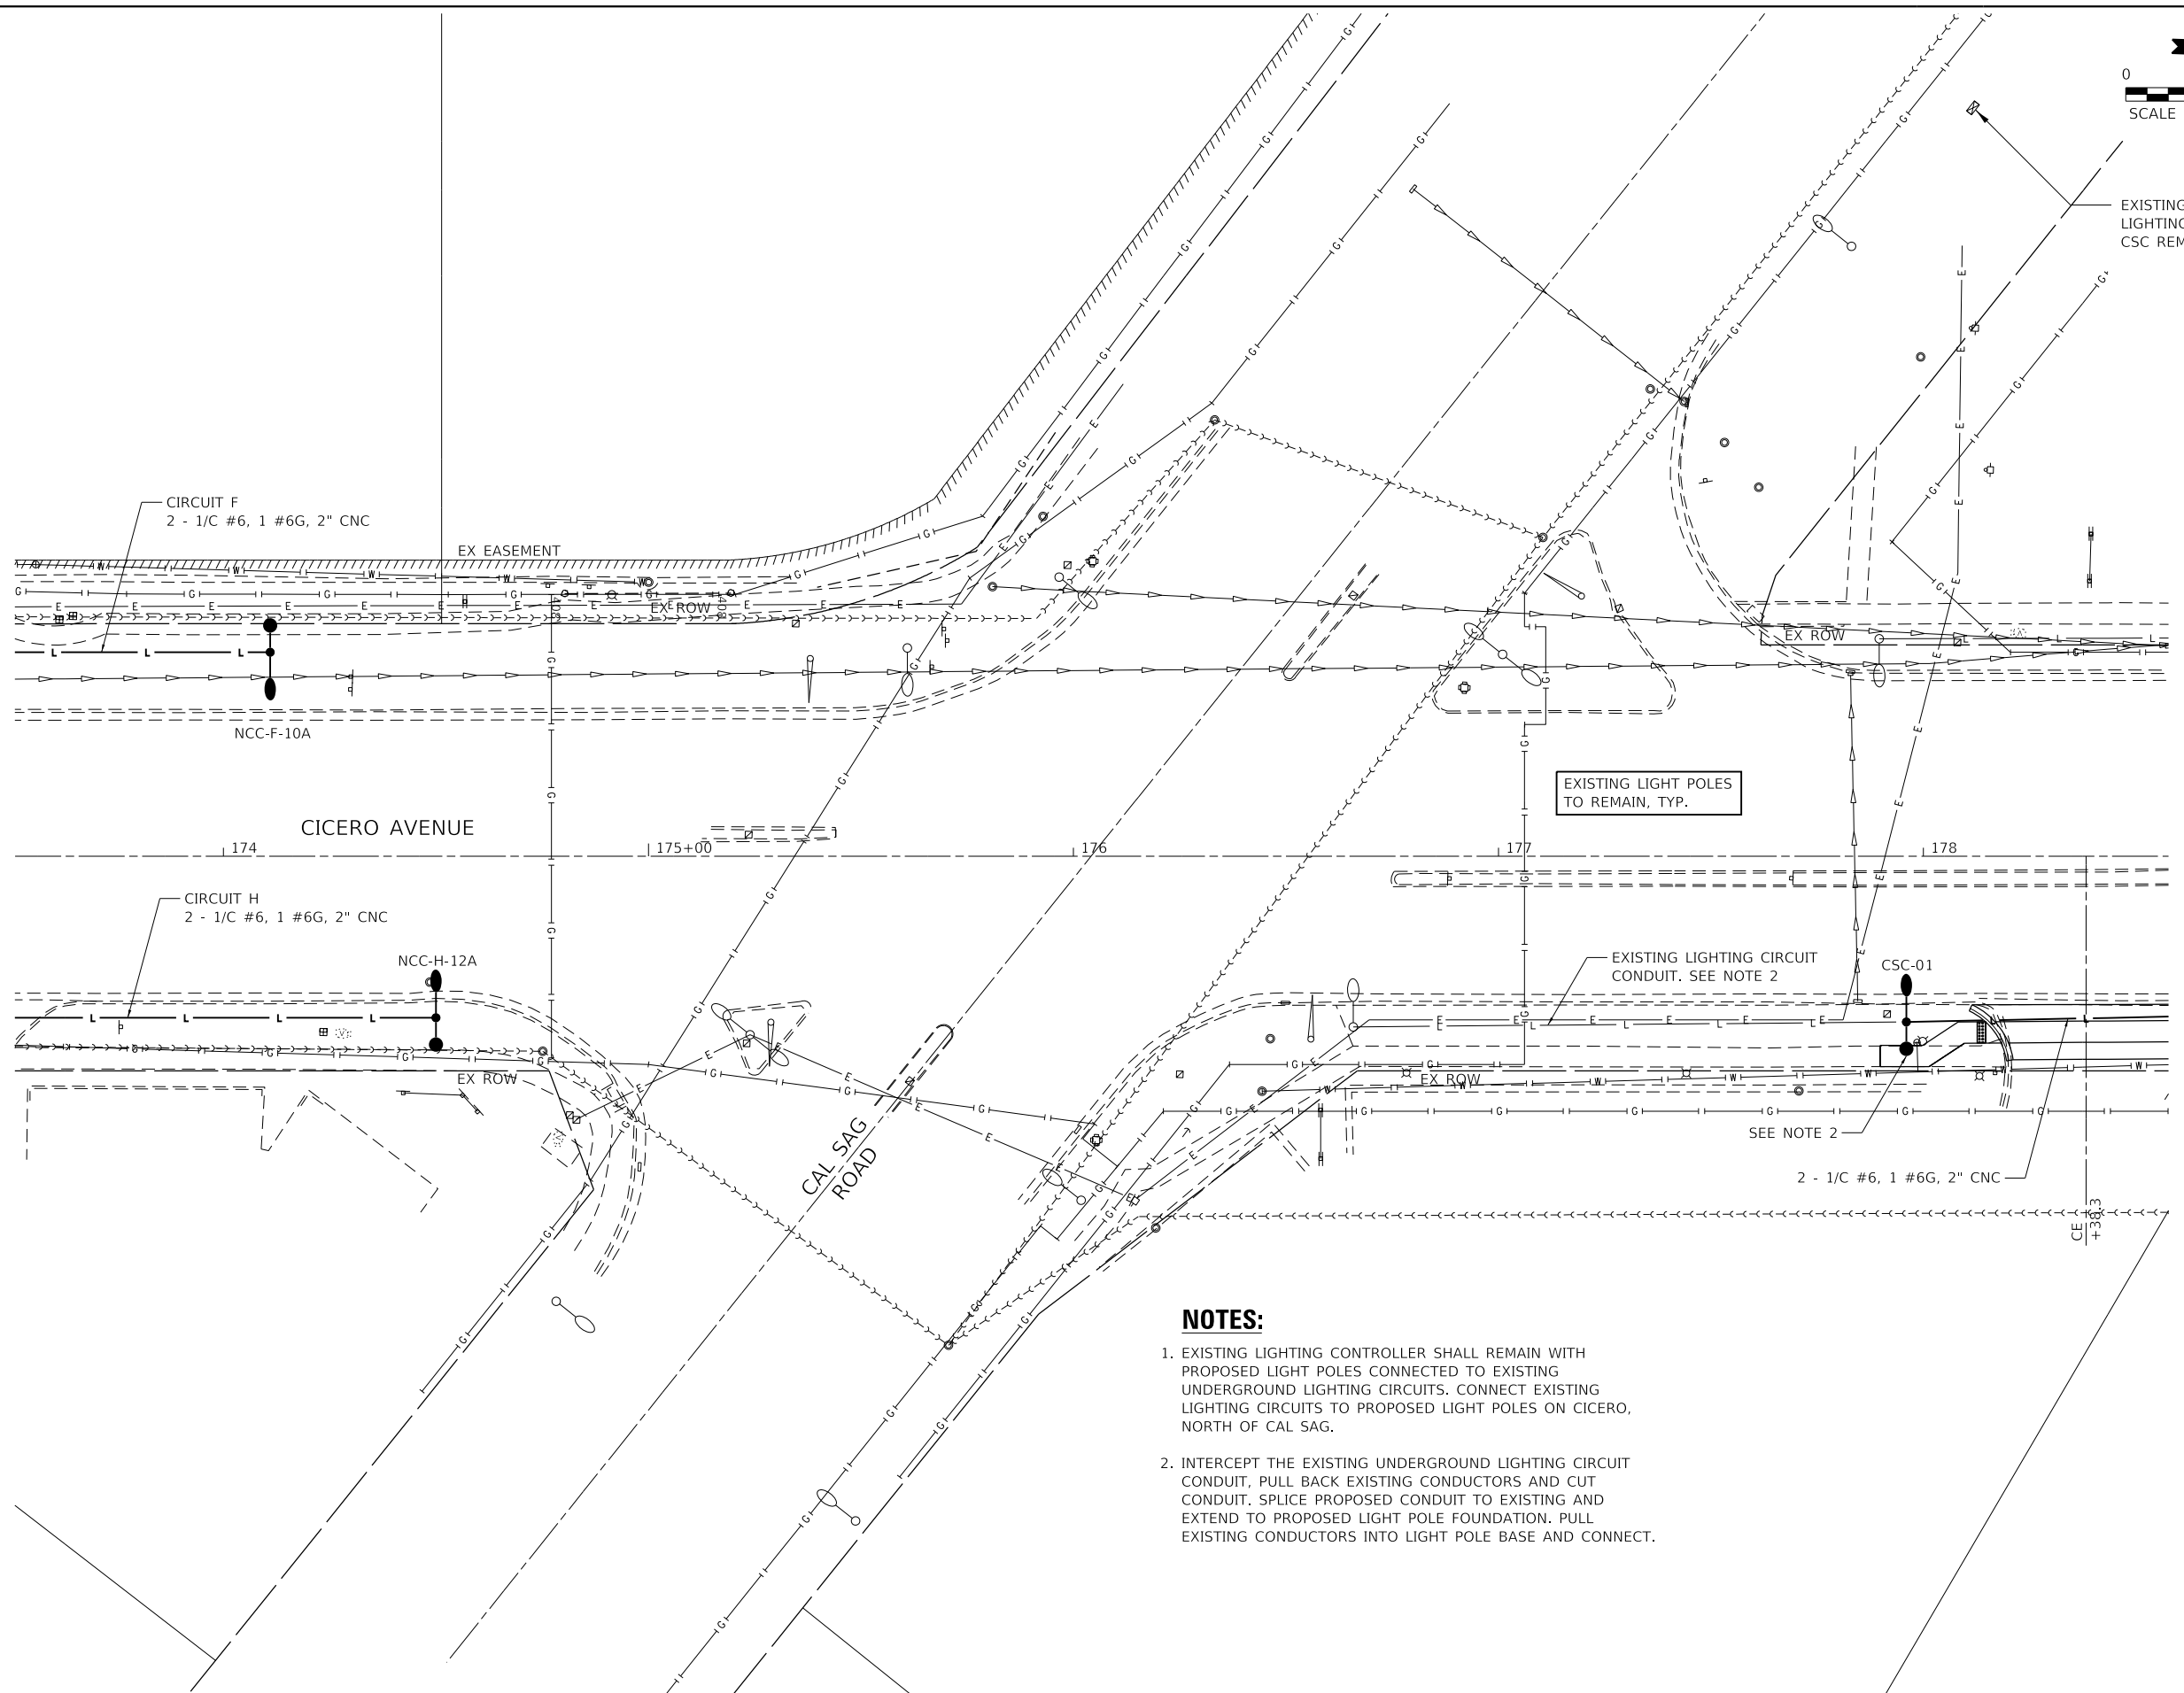 0
SCALE
EXISTING
LIGHTING
CSC REM
CIRCUIT F
2 - 1/C #6, 1 #6G, 2" CNC
EX EASEMENT
EX ROW
EX ROW
NCC-F-10A
EXISTING LIGHT POLES
TO REMAIN, TYP.
CICERO AVENUE
174
175+00
176
177
178
CIRCUIT H
2 - 1/C #6, 1 #6G, 2" CNC
NCC-H-12A
EXISTING LIGHTING CIRCUIT
CONDUIT. SEE NOTE 2
CSC-01
EX ROW
EX ROW
CAL SAG
ROAD
SEE NOTE 2
2 - 1/C #6, 1 #6G, 2" CNC
CE
+38.13
NOTES:
1. EXISTING LIGHTING CONTROLLER SHALL REMAIN WITH
PROPOSED LIGHT POLES CONNECTED TO EXISTING
UNDERGROUND LIGHTING CIRCUITS. CONNECT EXISTING
LIGHTING CIRCUITS TO PROPOSED LIGHT POLES ON CICERO,
NORTH OF CAL SAG.
2. INTERCEPT THE EXISTING UNDERGROUND LIGHTING CIRCUIT
CONDUIT, PULL BACK EXISTING CONDUCTORS AND CUT
CONDUIT. SPLICE PROPOSED CONDUIT TO EXISTING AND
EXTEND TO PROPOSED LIGHT POLE FOUNDATION. PULL
EXISTING CONDUCTORS INTO LIGHT POLE BASE AND CONNECT.